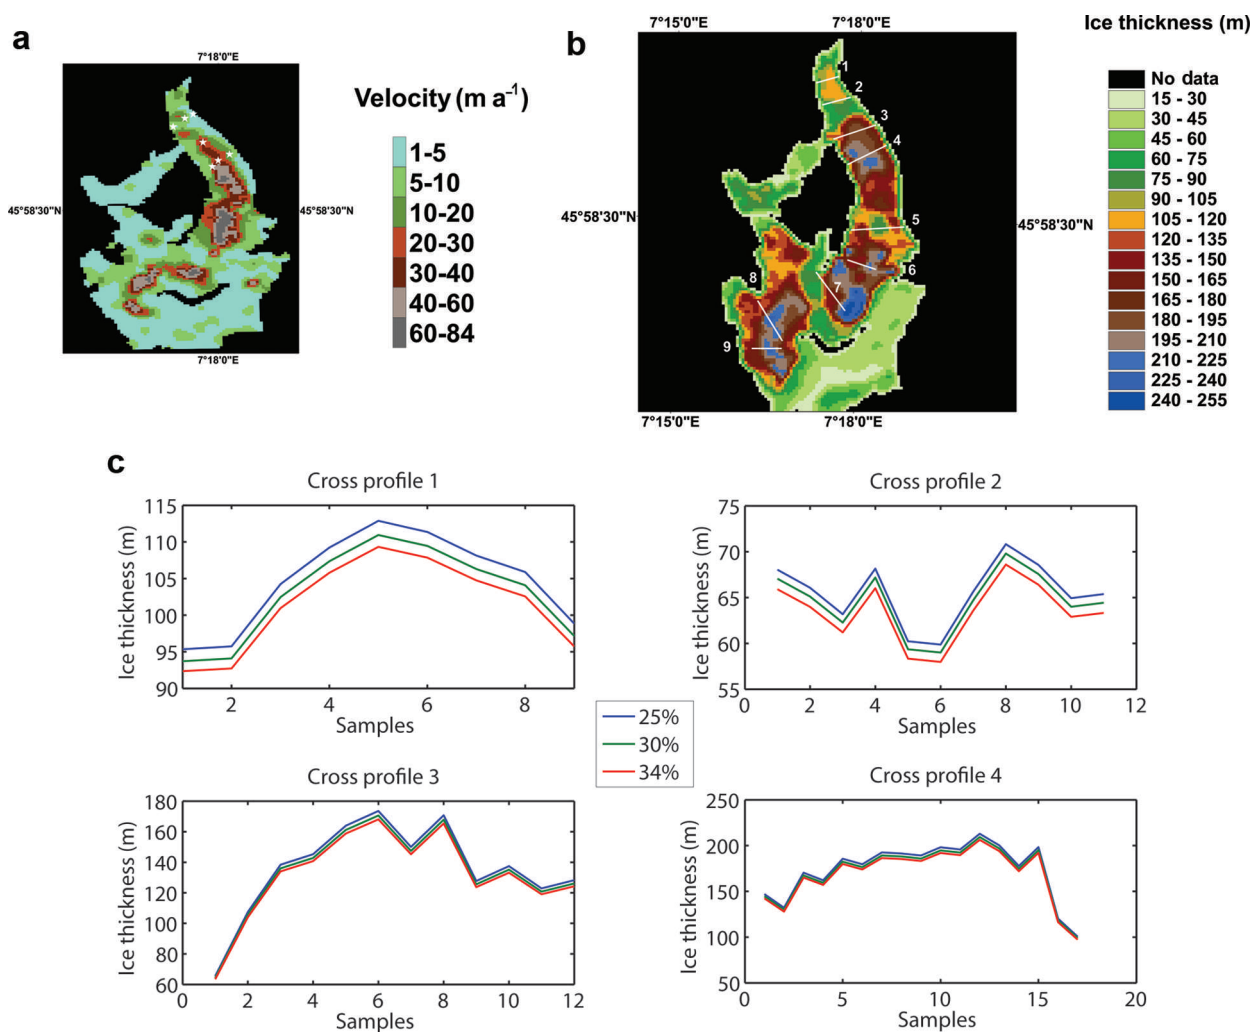 a
7°18'0"E
45°58'30"N
45°58'30"N
7°18'0"E
Velocity (m a⁻¹)
1-5
5-10
10-20
20-30
30-40
40-60
60-84
b
7°15'0"E 7°18'0"E
1
2
3
4
5
6
7
8
9
45°58'30"N
7°15'0"E 7°18'0"E
Ice thickness (m)
No data
15 - 30
30 - 45
45 - 60
60 - 75
75 - 90
90 - 105
105 - 120
120 - 135
135 - 150
150 - 165
165 - 180
180 - 195
195 - 210
210 - 225
225 - 240
240 - 255
c
Cross profile 1
Ice thickness (m)
115
110
105
100
95
90
2 4 6 8
Samples
Cross profile 2
Ice thickness (m)
75
70
65
60
55
0 2 4 6 8 10 12
Samples
25%
30%
34%
Cross profile 3
Ice thickness (m)
180
160
140
120
100
80
60
0 2 4 6 8 10 12
Samples
Cross profile 4
Ice thickness (m)
250
200
150
100
50
0 5 10 15 20
Samples